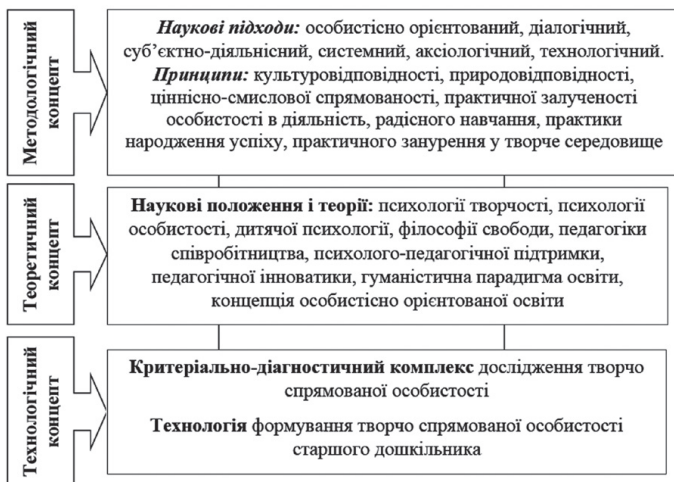 Методологічний
концепт
Наукові підходи: особистісно орієнтований, діалогічний,
суб’єктно-діяльнісний, системний, аксіологічний, технологічний.
Принципи: культуровідповідності, природовідповідності,
ціннісно-смислової спрямованості, практичної залученості
особистості в діяльність, радісного навчання, практики
народження успіху, практичного занурення у творче середовище
Теоретичний
концепт
Наукові положення і теорії: психології творчості, психології
особистості, дитячої психології, філософії свободи, педагогіки
співробітництва, психолого-педагогічної підтримки,
педагогічної інноватики, гуманістична парадигма освіти,
концепція особистісно орієнтованої освіти
Технологічний
концепт
Критеріально-діагностичний комплекс дослідження творчо
спрямованої особистості
Технологія формування творчо спрямованої особистості
старшого дошкільника